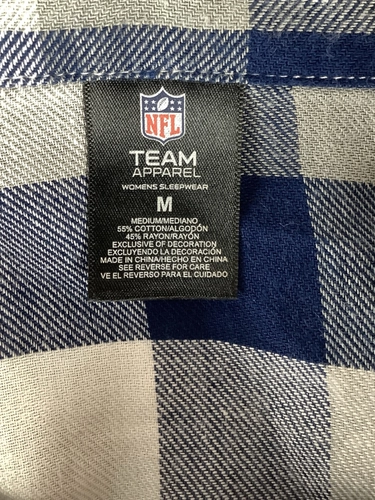 NFL
TEAM
APPAREL
WOMENS SLEEPWEAR
M
MEDIUM/MEDIANO
55% COTTON/ALGODÓN
45% RAYON/RAYÓN
EXCLUSIVE OF DECORATION
EXCLUYENDO LA DECORACIÓN
MADE IN CHINA/HECHO EN CHINA
SEE REVERSE FOR CARE
VE EL REVERSO PARA EL CUIDADO